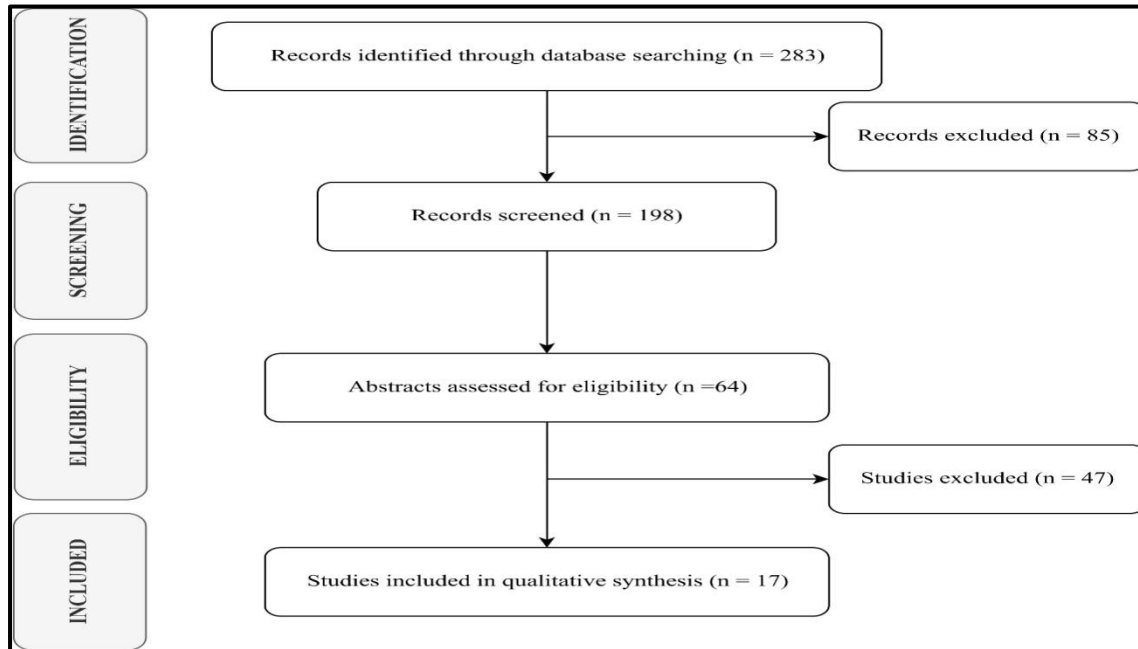 IDENTIFICATION
Records identified through database searching (n = 283)
Records excluded (n = 85)
SCREENING
Records screened (n = 198)
ELIGIBILITY
Abstracts assessed for eligibility (n =64)
Studies excluded (n = 47)
INCLUDED
Studies included in qualitative synthesis (n = 17)